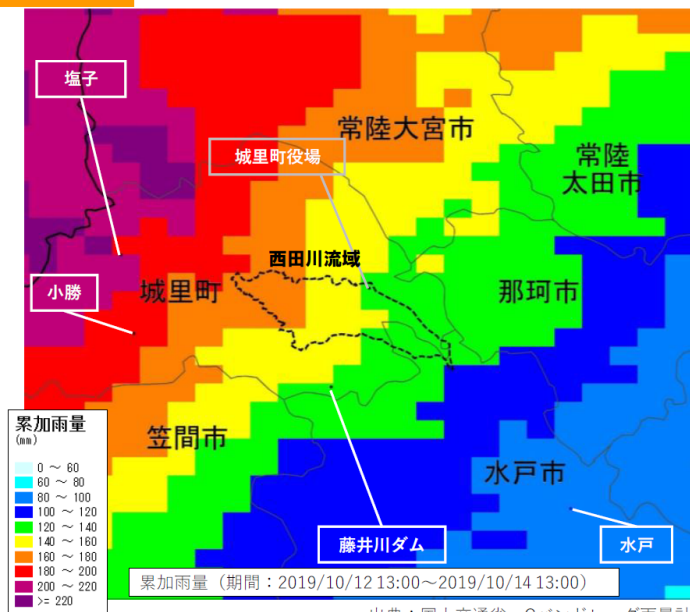 塩子
常陸大宮市
城里町役場
常陸
太田市
西田川流域
小勝
城里町
那珂市
累加雨量
(mm)
0 ～ 60
60 ～ 80
80 ～ 100
100 ～ 120
120 ～ 140
140 ～ 160
160 ～ 180
180 ～ 200
200 ～ 220
>= 220
笠間市
水戸市
藤井川ダム
水戸
累加雨量（期間：2019/10/12 13:00～2019/10/14 13:00）